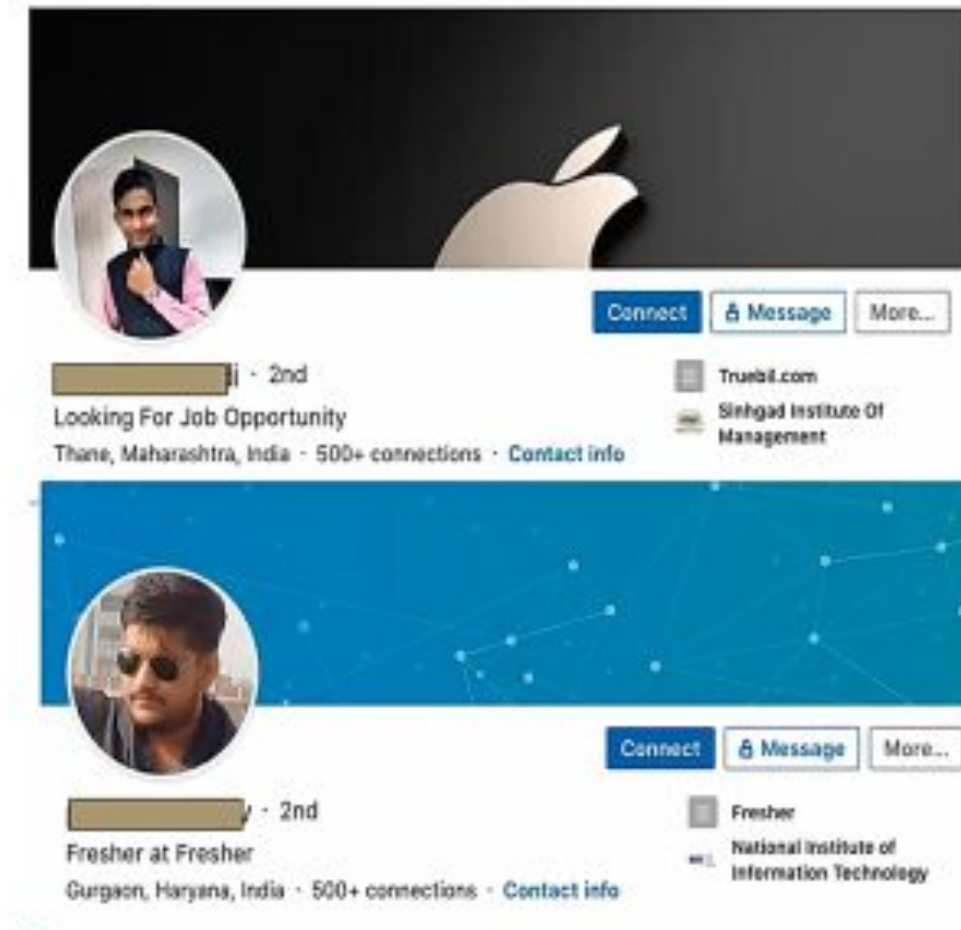 Connect
Message
More...
· 2nd
Truebil.com
Looking For Job Opportunity
Sinhgad Institute Of
Management
Thane, Maharashtra, India · 500+ connections · Contact info
Connect
Message
More...
· 2nd
Fresher
Fresher at Fresher
National Institute of
Information Technology
Gurgaon, Haryana, India · 500+ connections · Contact info